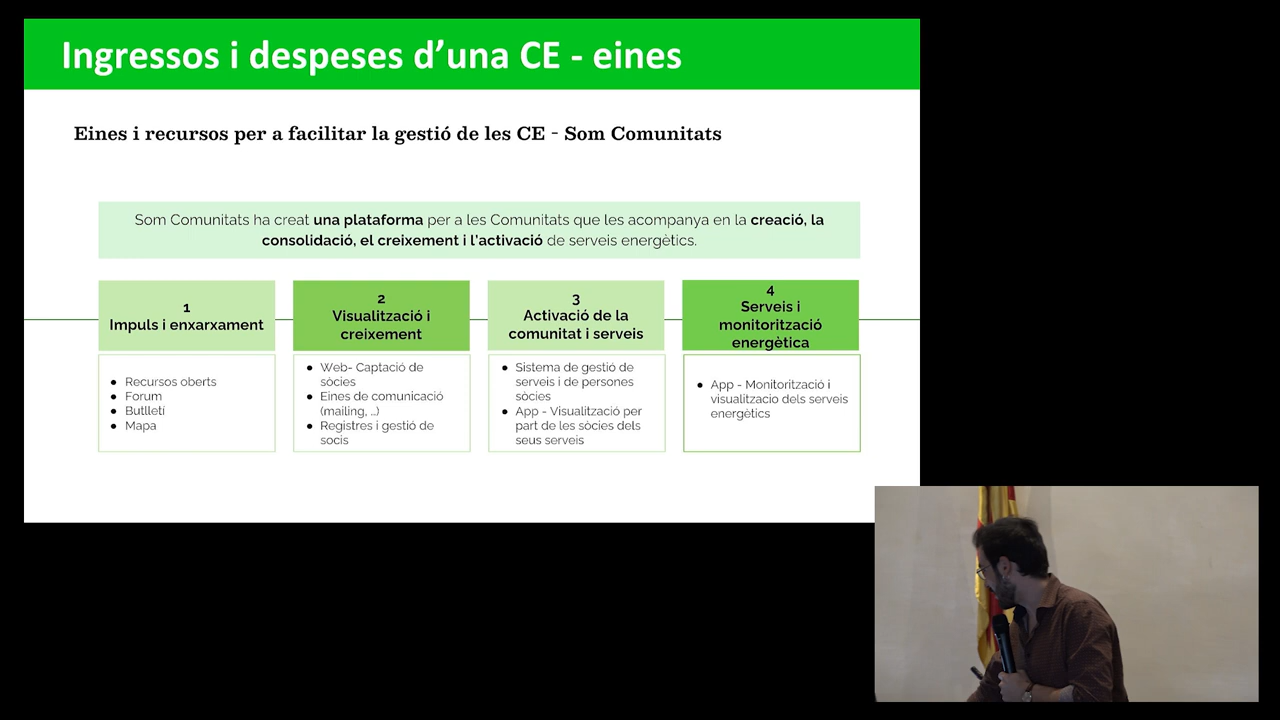 Ingressos i despeses d’una CE - eines
Eines i recursos per a facilitar la gestió de les CE - Som Comunitats
Som Comunitats ha creat una plataforma per a les Comunitats que les acompanya en la creació, la
consolidació, el creixement i l'activació de serveis energètics.
1
Impuls i enxarxament
● Recursos oberts
● Forum
● Butlletí
● Mapa
2
Visualització i
creixement
● Web- Captació de
sòcies
● Eines de comunicació
(mailing, ..)
● Registres i gestió de
socis
3
Activació de la
comunitat i serveis
● Sistema de gestió de
serveis i de persones
sòcies
● App - Visualització per
part de les sòcies dels
seus serveis
4
Serveis i
monitorització
energètica
● App - Monitorització i
visualització dels serveis
energètics